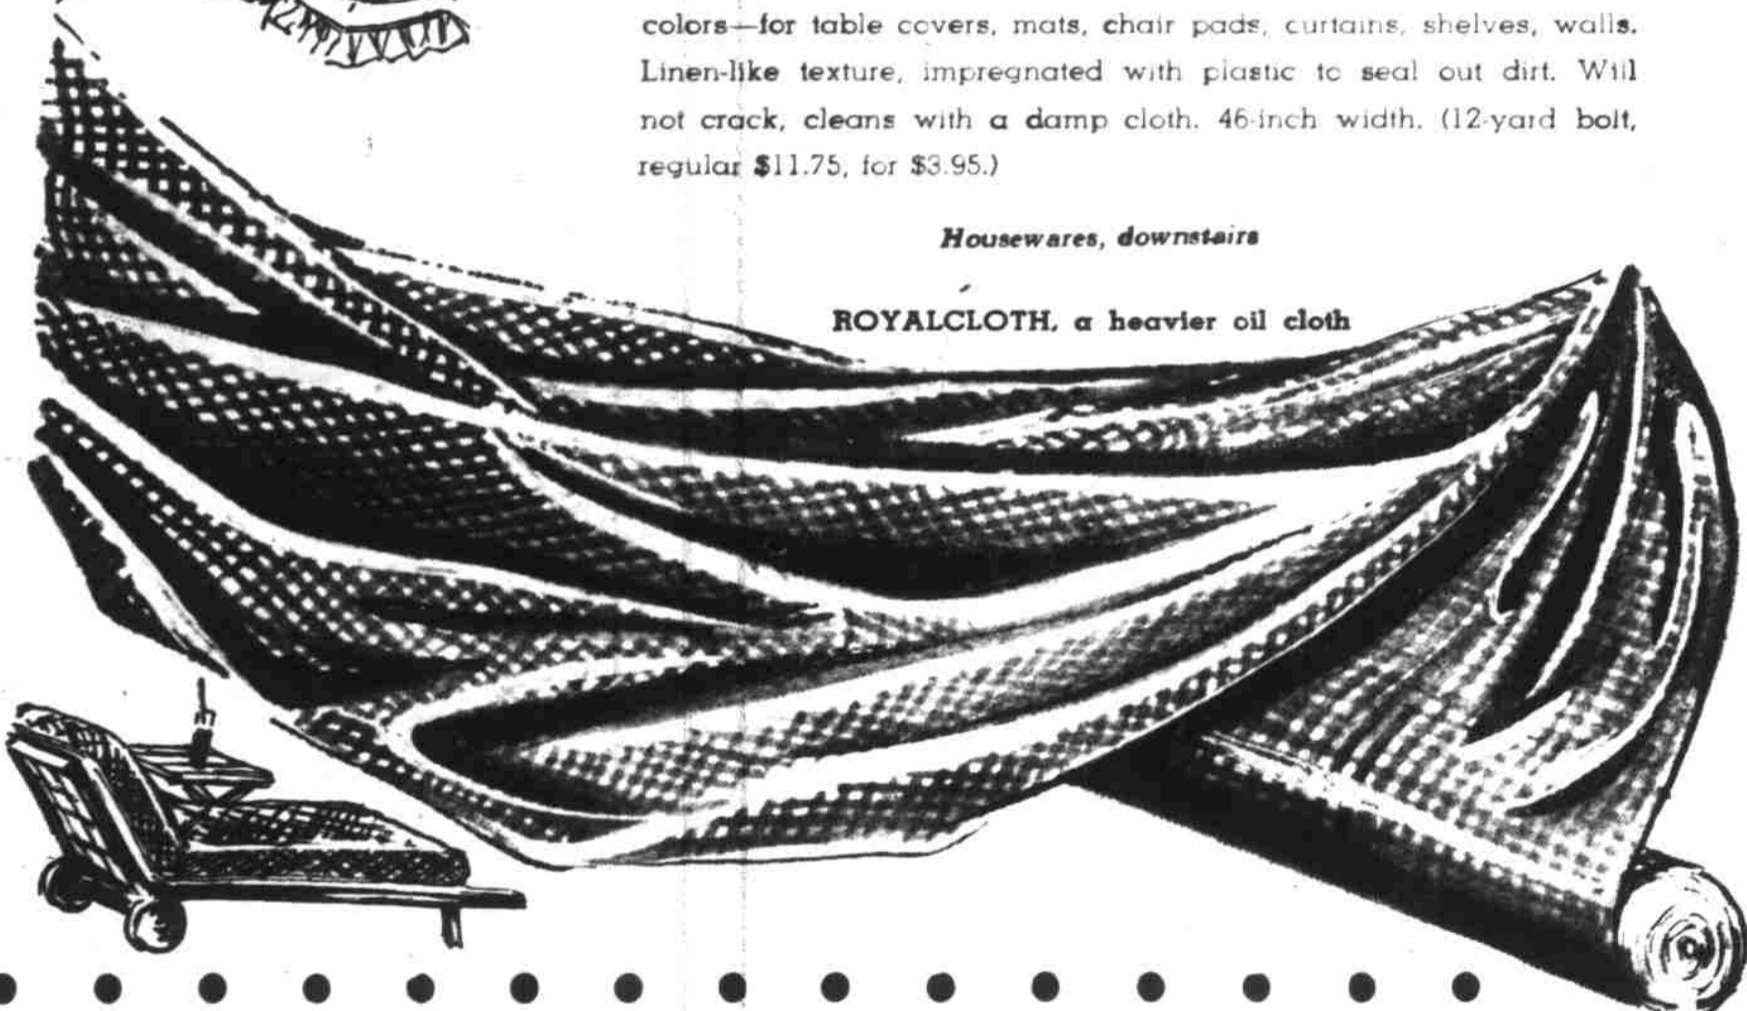 colors—for table covers, mats, chair pads, curtains, shelves, walls.
Linen-like texture, impregnated with plastic to seal out dirt. Will
not crack, cleans with a damp cloth. 46-inch width. (12-yard bolt,
regular $11.75, for $3.95.)
Housewares, downstairs
ROYALCLOTH, a heavier oil cloth